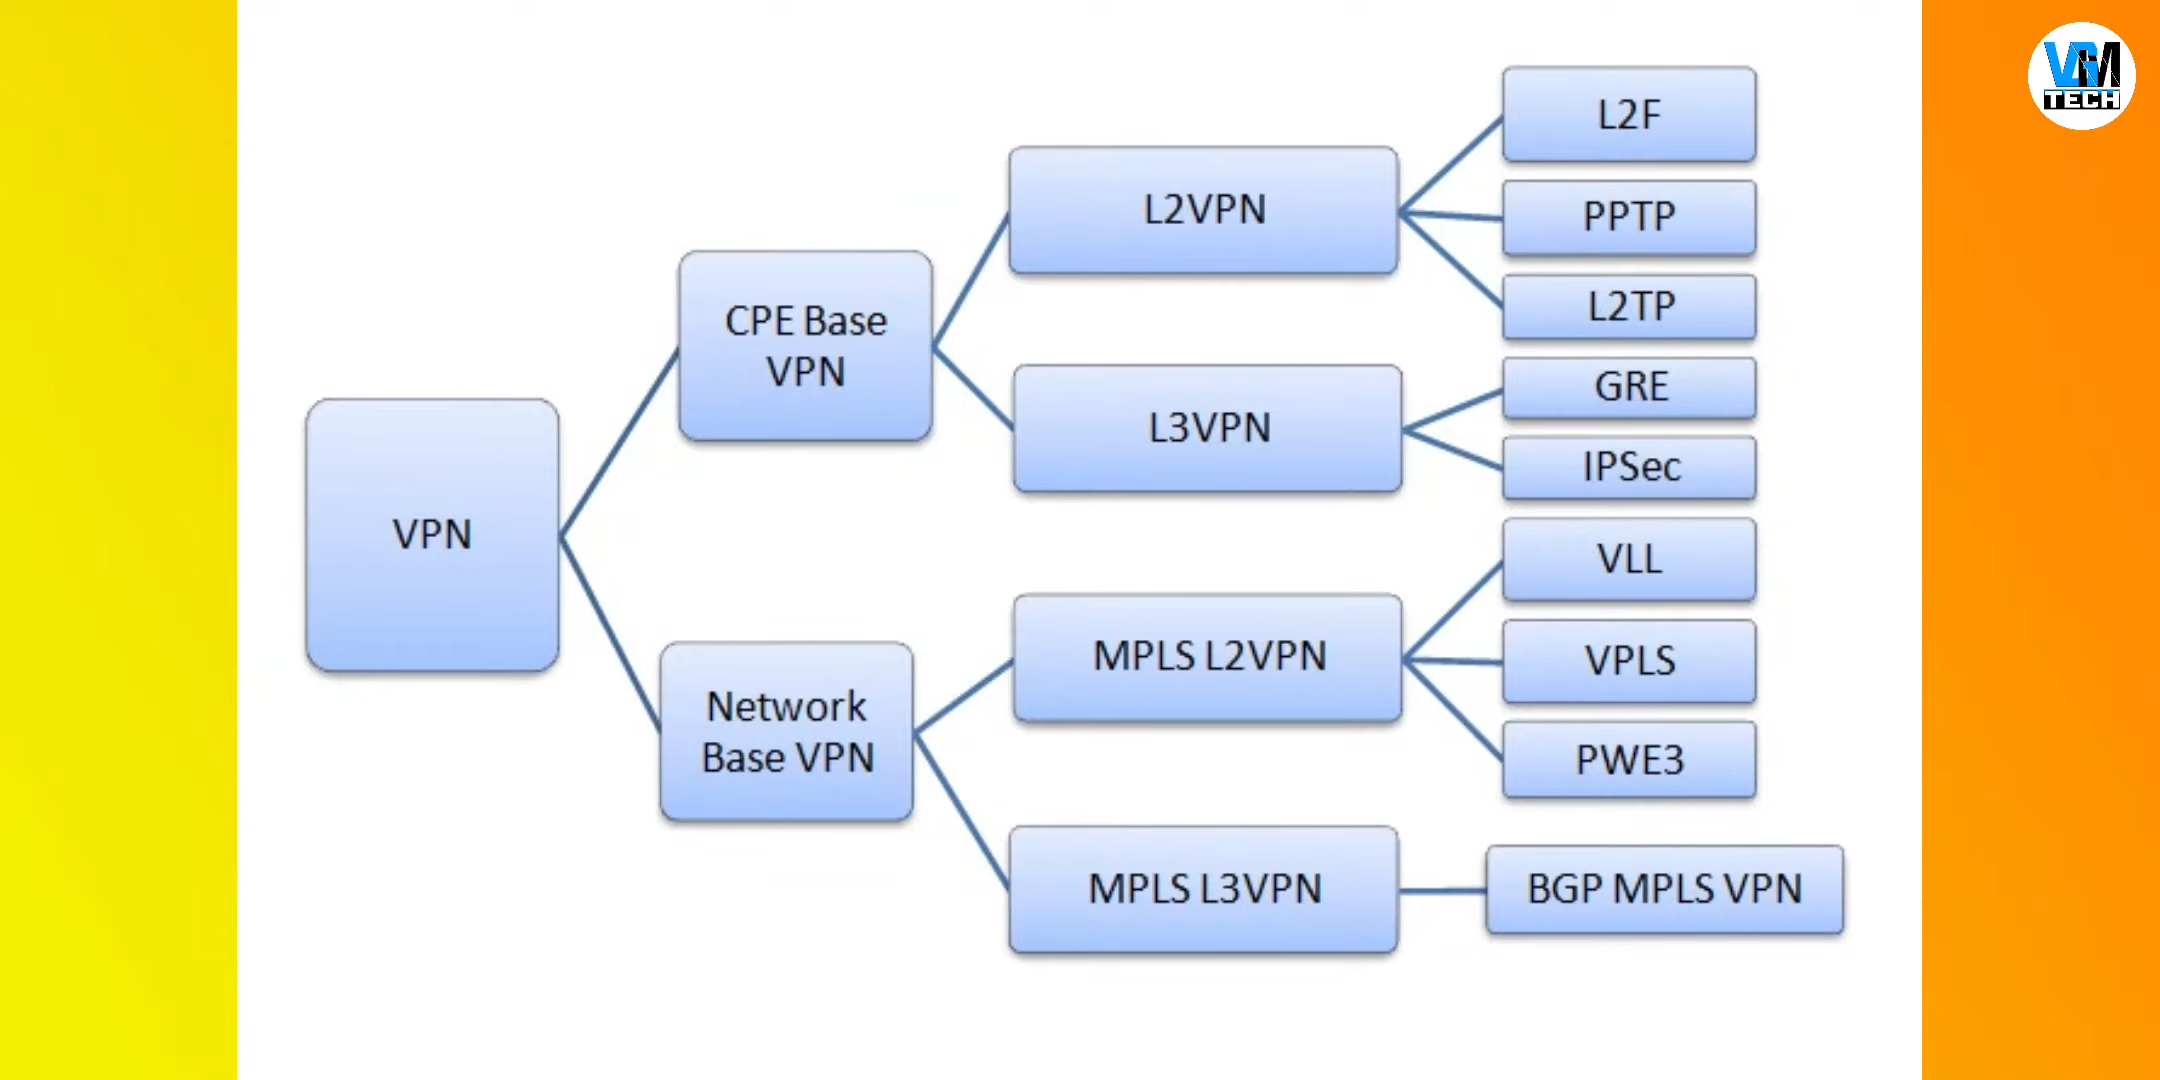 VGM
TECH
VPN
CPE Base
VPN
Network
Base VPN
L2VPN
L3VPN
MPLS L2VPN
MPLS L3VPN
L2F
PPTP
L2TP
GRE
IPSec
VLL
VPLS
PWE3
BGP MPLS VPN